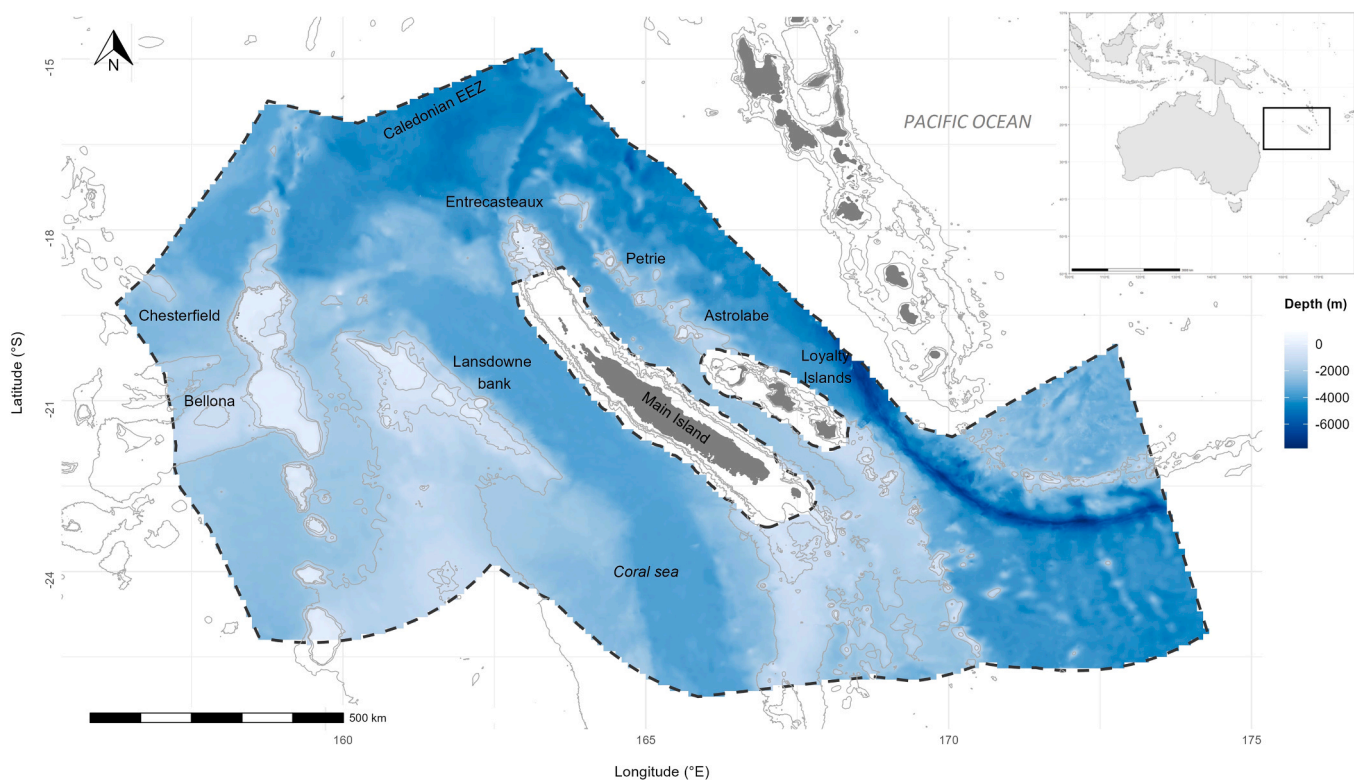 -15
-18
-21
-24
Latitude (°S)
N
Caledonian EEZ
PACIFIC OCEAN
Entrecasteaux
Petrie
Chesterfield
Astrolabe
Lansdowne
bank
Loyalty
Islands
Bellona
Main Island
Coral sea
500 km
160
165
170
175
Longitude (°E)
Depth (m)
0
-2000
-4000
-6000